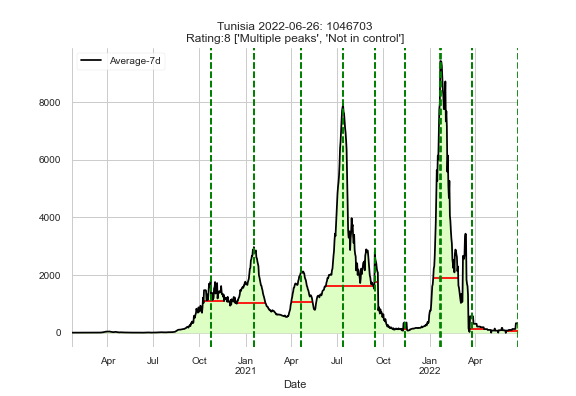 Tunisia 2022-06-26: 1046703
Rating:8 ['Multiple peaks', 'Not in control']
Average-7d
8000
6000
4000
2000
0
Apr
Jul
Oct
Jan
2021
Apr
Jul
Oct
Jan
2022
Apr
Date